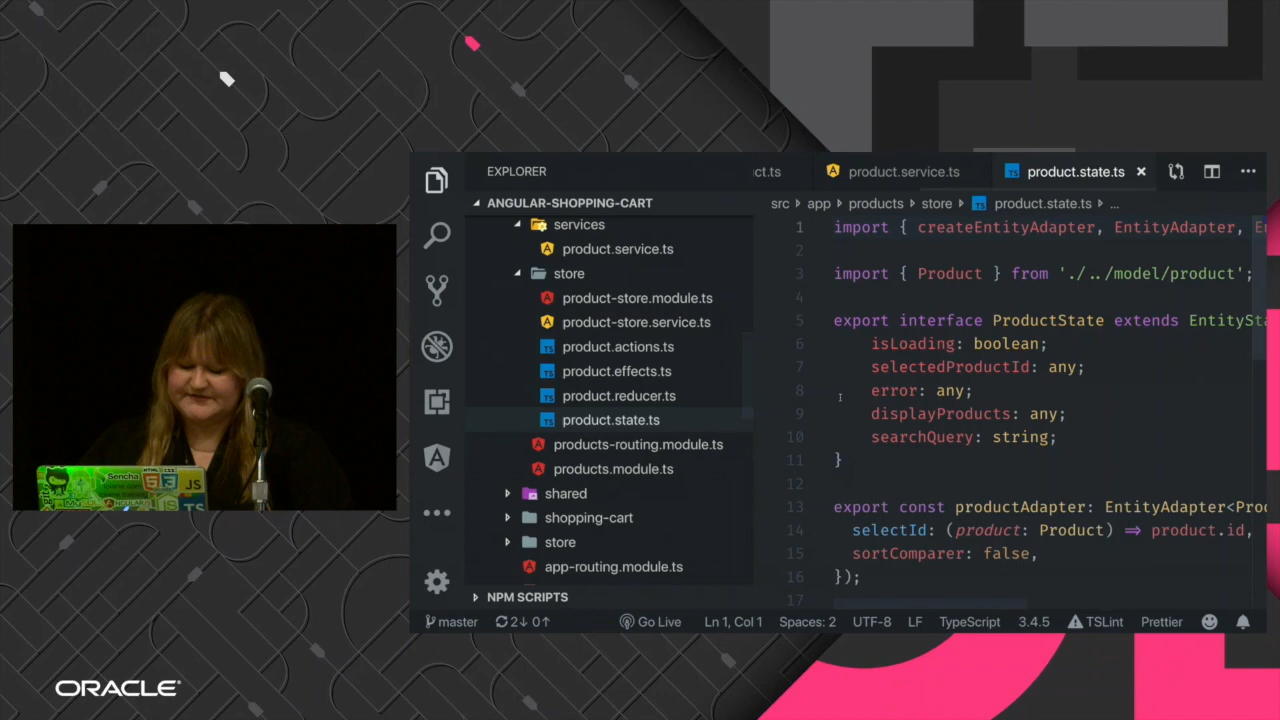 EXPLORER
ct.ts
product.service.ts
product.state.ts
ANGULAR-SHOPPING-CART
src > app > products > store > product.state.ts > ...
services
product.service.ts
store
product-store.module.ts
product-store.service.ts
product.actions.ts
product.effects.ts
product.reducer.ts
product.state.ts
products-routing.module.ts
products.module.ts
shared
shopping-cart
store
app-routing.module.ts
NPM SCRIPTS
1 import { createEntityAdapter, EntityAdapter, E
2
3 import { Product } from './../model/product';
4
5 export interface ProductState extends EntitySta
6 isLoading: boolean;
7 selectedProductId: any;
8 error: any;
9 displayProducts: any;
10 searchQuery: string;
11 }
12
13 export const productAdapter: EntityAdapter<Pro
14 selectId: (product: Product) => product.id,
15 sortComparer: false,
16 });
17
master 2↓ 0↑ Go Live Ln 1, Col 1 Spaces: 2 UTF-8 LF TypeScript 3.4.5 TSLint Prettier
Sencha
HTML CSS
5 3 JS
TS
ORACLE